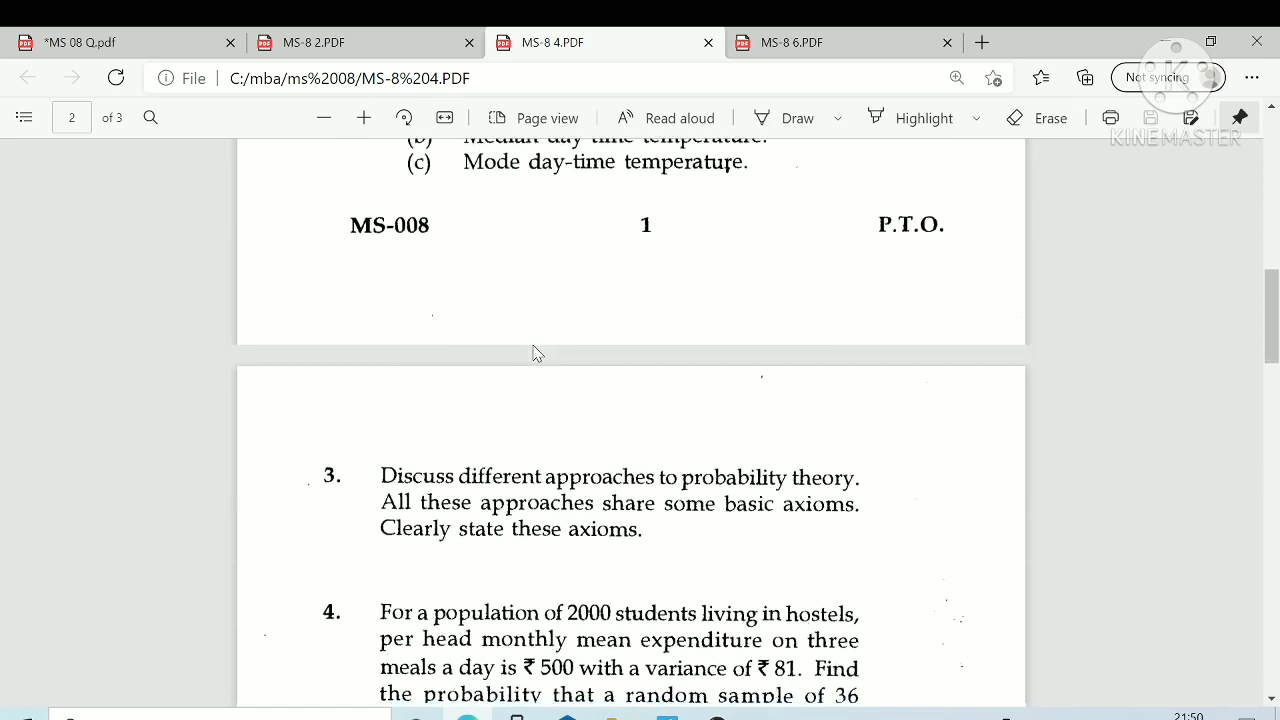 *MS 08 Q.pdf
MS-8 2.PDF
MS-8 4.PDF
MS-8 6.PDF
File
C:/mba/ms%2008/MS-8%204.PDF
Not syncing
2 of 3
Page view
Read aloud
Draw
Highlight
Erase
KINEMASTER
(b) Median day-time temperature.
(c) Mode day-time temperature.
MS-008 1 P.T.O.
3. Discuss different approaches to probability theory.
All these approaches share some basic axioms.
Clearly state these axioms.
4. For a population of 2000 students living in hostels,
per head monthly mean expenditure on three
meals a day is ₹ 500 with a variance of ₹ 81. Find
the probability that a random sample of 36
21:50